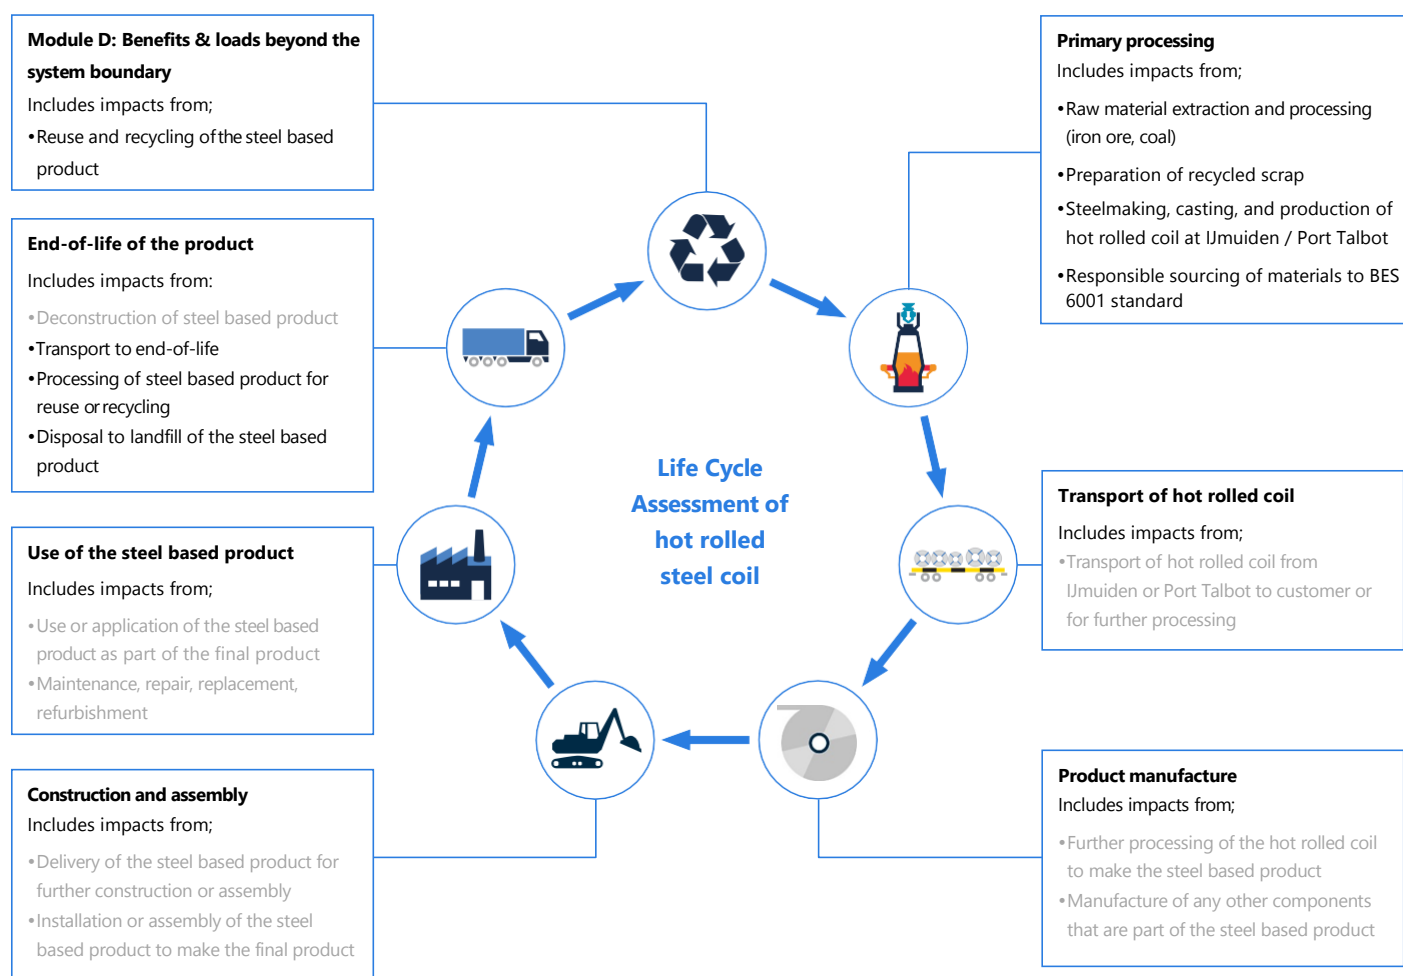 Module D: Benefits & loads beyond the
system boundary
Includes impacts from;
•Reuse and recycling of the steel based
product
End-of-life of the product
Includes impacts from:
•Deconstruction of steel based product
•Transport to end-of-life
•Processing of steel based product for
reuse or recycling
•Disposal to landfill of the steel based
product
Use of the steel based product
Includes impacts from;
•Use or application of the steel based
product as part of the final product
•Maintenance, repair, replacement,
refurbishment
Construction and assembly
Includes impacts from;
•Delivery of the steel based product for
further construction or assembly
•Installation or assembly of the steel
based product to make the final product
Life Cycle
Assessment of
hot rolled
steel coil
Primary processing
Includes impacts from;
•Raw material extraction and processing
(iron ore, coal)
•Preparation of recycled scrap
•Steelmaking, casting, and production of
hot rolled coil at IJmuiden / Port Talbot
•Responsible sourcing of materials to BES
6001 standard
Transport of hot rolled coil
Includes impacts from;
•Transport of hot rolled coil from
IJmuiden or Port Talbot to customer or
for further processing
Product manufacture
Includes impacts from;
•Further processing of the hot rolled coil
to make the steel based product
•Manufacture of any other components
that are part of the steel based product